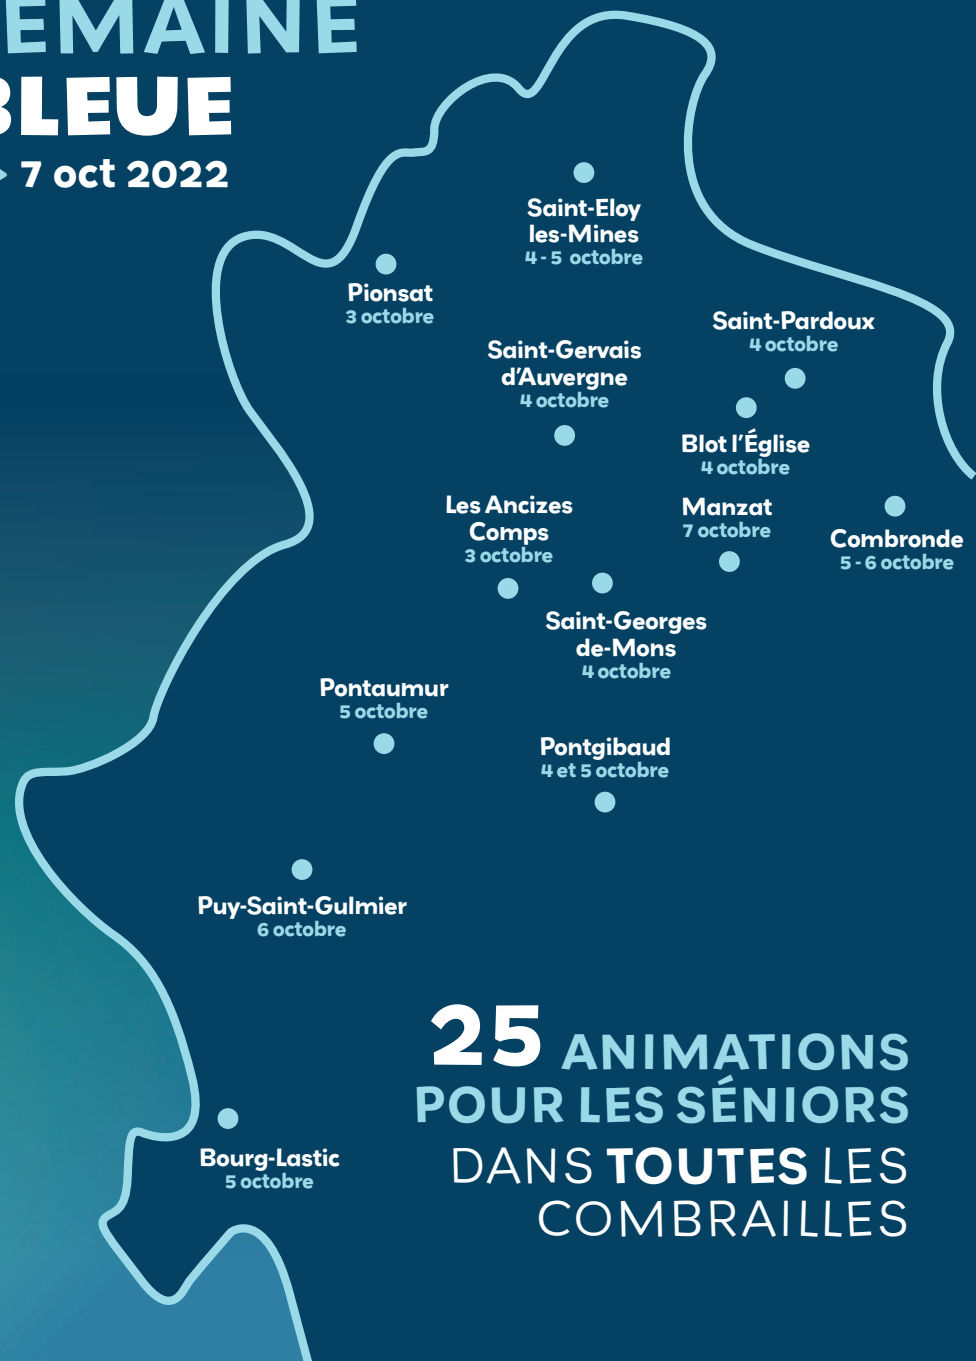 EMAINE
BLEUE
7 oct 2022
Saint-Eloy
les-Mines
4 - 5 octobre
Pionsat
3 octobre
Saint-Pardoux
4 octobre
Saint-Gervais
d'Auvergne
4 octobre
Blot l'Église
4 octobre
Les Ancizes
Comps
3 octobre
Manzat
7 octobre
Combronde
5 - 6 octobre
Saint-Georges
de-Mons
4 octobre
Pontaumur
5 octobre
Pontgibaud
4 et 5 octobre
Puy-Saint-Gulmier
6 octobre
25 ANIMATIONS
POUR LES SÉNIORS
DANS TOUTES LES
COMBRAILLES
Bourg-Lastic
5 octobre